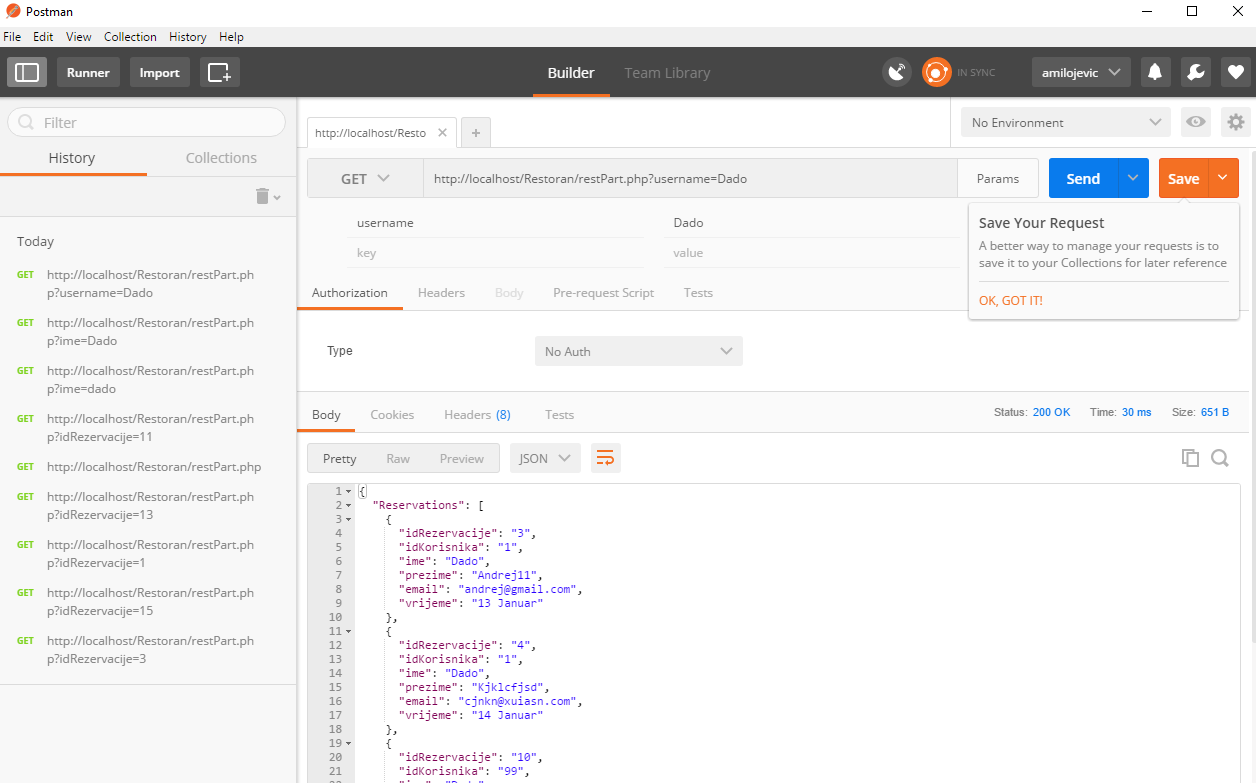 Postman
File Edit View Collection History Help
Runner Import Builder Team Library IN SYNC amilojevic
Filter
History Collections
Today
GET http://localhost/Restoran/restPart.ph
p?username=Dado
GET http://localhost/Restoran/restPart.ph
p?ime=Dado
GET http://localhost/Restoran/restPart.ph
p?ime=dado
GET http://localhost/Restoran/restPart.ph
p?idRezervacije=11
GET http://localhost/Restoran/restPart.php
GET http://localhost/Restoran/restPart.ph
p?idRezervacije=13
GET http://localhost/Restoran/restPart.ph
p?idRezervacije=1
GET http://localhost/Restoran/restPart.ph
p?idRezervacije=15
GET http://localhost/Restoran/restPart.ph
p?idRezervacije=3
http://localhost/Resto
No Environment
GET http://localhost/Restoran/restPart.php?username=Dado Params Send Save
username Dado
key value
Save Your Request
A better way to manage your requests is to
save it to your Collections for later reference
OK, GOT IT!
Authorization Headers Body Pre-request Script Tests
Type No Auth
Body Cookies Headers (8) Tests Status: 200 OK Time: 30 ms Size: 651 B
Pretty Raw Preview JSON
1 {
2 "Reservations": [
3 {
4 "idRezervacije": "3",
5 "idKorisnika": "1",
6 "ime": "Dado",
7 "prezime": "Andrej11",
8 "email": "andrej@gmail.com",
9 "vrijeme": "13 Januar"
10 },
11 {
12 "idRezervacije": "4",
13 "idKorisnika": "1",
14 "ime": "Dado",
15 "prezime": "Kjklcfjsd",
16 "email": "cjnkn@xuiasn.com",
17 "vrijeme": "14 Januar"
18 },
19 {
20 "idRezervacije": "10",
21 "idKorisnika": "99",